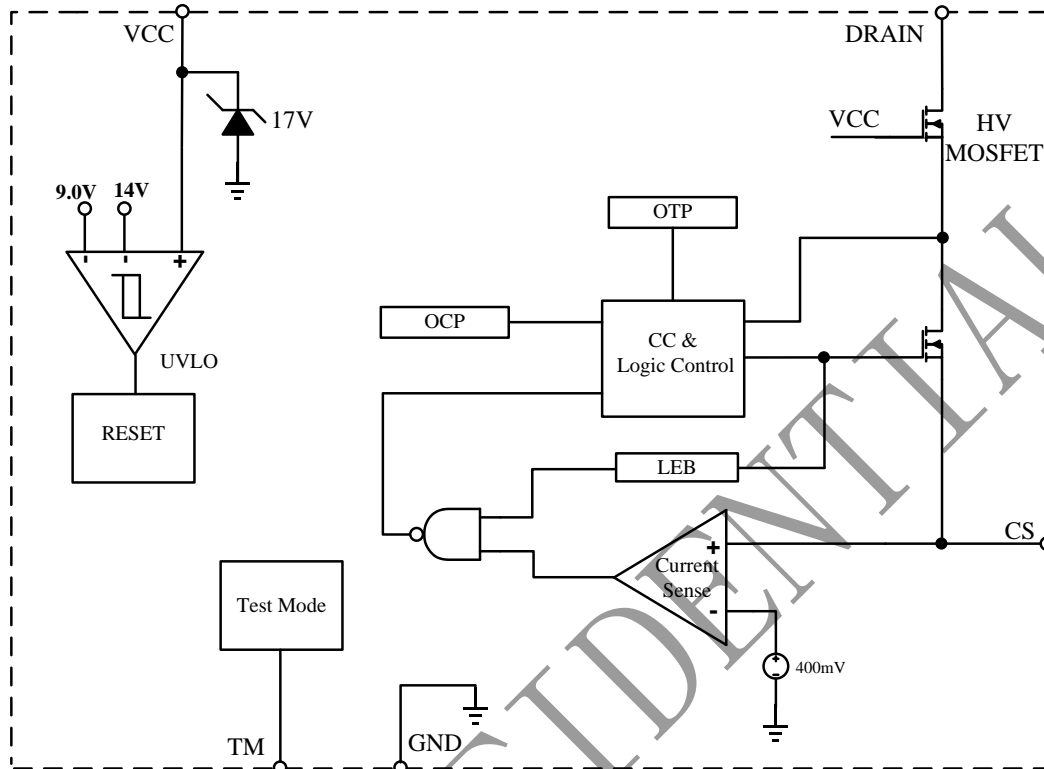 VCC
DRAIN
17V
VCC
HV
MOSFET
9.0V
14V
-
-
+
OTP
OCP
CC &
Logic Control
UVLO
RESET
LEB
CS
+
Current
Sense
-
Test Mode
+
-
400mV
TM
GND
IDENTIAL